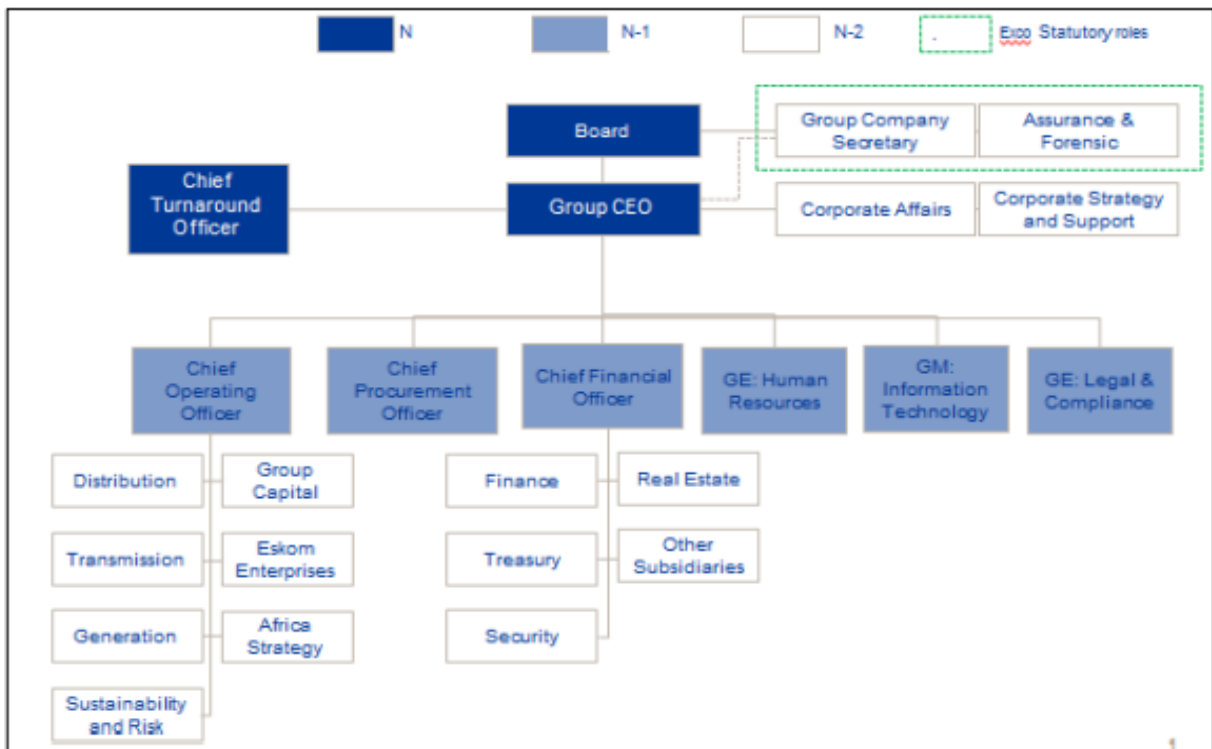 N
N-1
N-2
.
Exco Statutory roles
Board
Group Company
Secretary
Assurance &
Forensic
Chief
Turnaround
Officer
Group CEO
Corporate Affairs
Corporate Strategy
and Support
Chief
Operating
Officer
Chief
Procurement
Officer
Chief Financial
Officer
GE: Human
Resources
GM:
Information
Technology
GE: Legal &
Compliance
Distribution
Group
Capital
Finance
Real Estate
Transmission
Eskom
Enterprises
Treasury
Other
Subsidiaries
Generation
Africa
Strategy
Security
Sustainability
and Risk
1